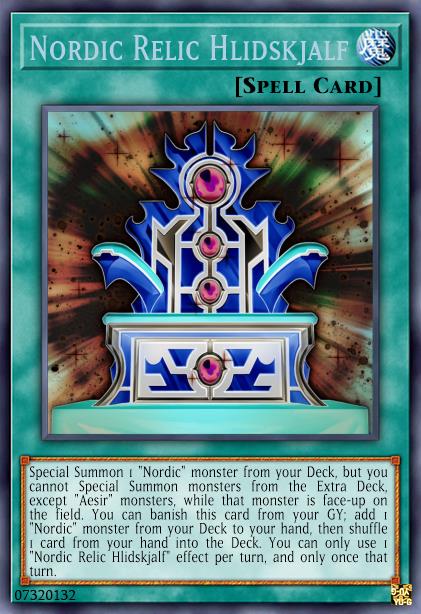 NORDIC RELIC HLIDSKJALF
魔
[SPELL CARD]
Special Summon 1 "Nordic" monster from your Deck, but you
cannot Special Summon monsters from the Extra Deck,
except "Aesir" monsters, while that monster is face-up on
the field. You can banish this card from your GY; add 1
"Nordic" monster from your Deck to your hand, then shuffle
1 card from your hand into the Deck. You can only use 1
"Nordic Relic Hlidskjalf" effect per turn, and only once that
turn.
07320132